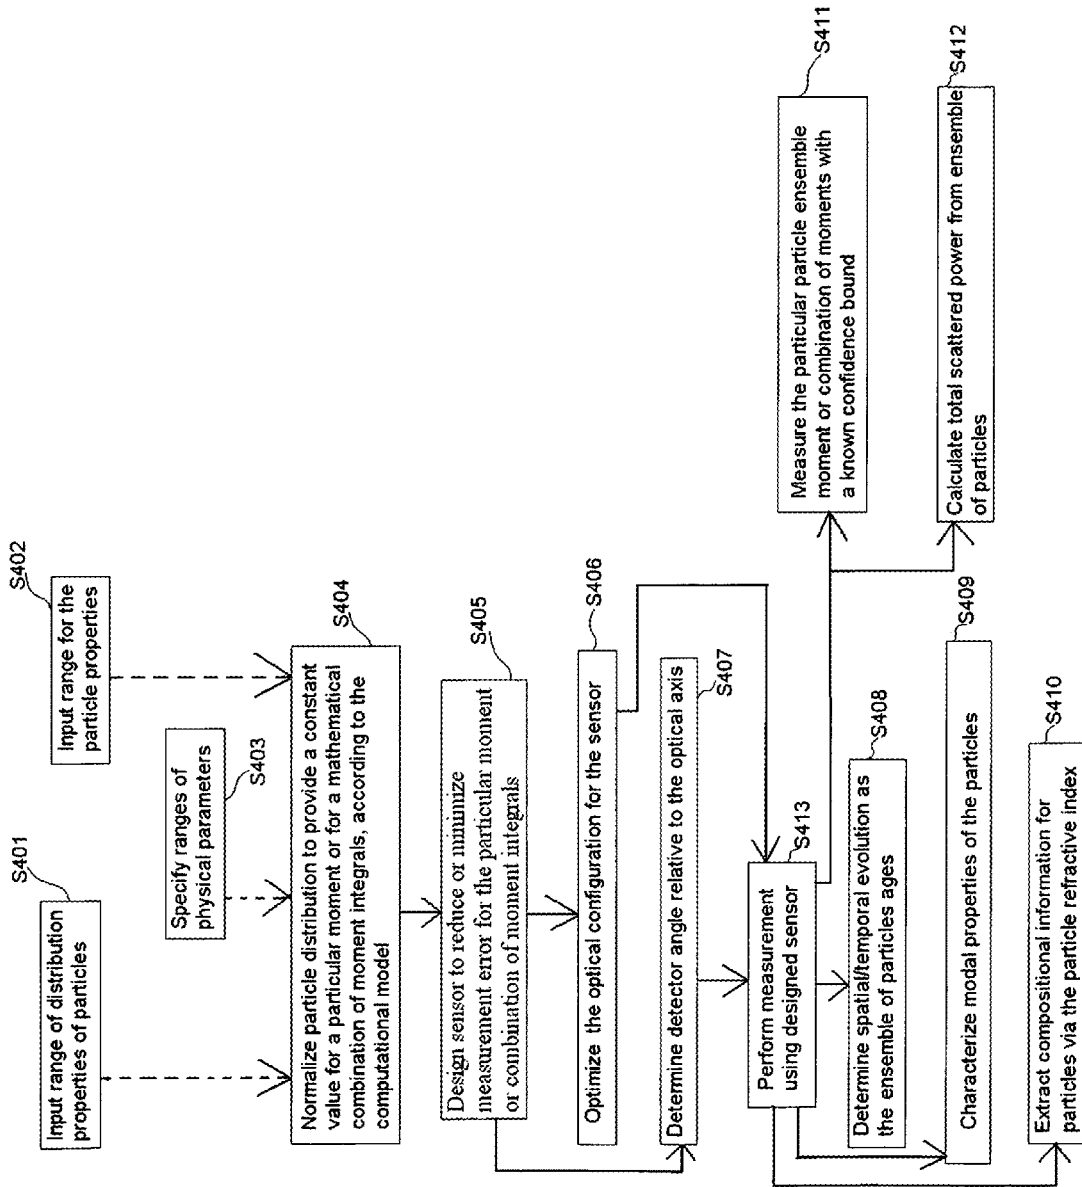 S401
Input range of distribution
properties of particles
S402
Input range for the
particle properties
Specify ranges of
physical parameters
S403
S404
Normalize particle distribution to provide a constant
value for a particular moment or for a mathematical
combination of moment integrals, according to the
computational model
S405
Design sensor to reduce or minimize
measurement error for the particular moment
or combination of moment integrals
S406
Optimize the optical configuration for the sensor
Determine detector angle relative to the optical axis
S407
S413
Perform measurement
using designed sensor
S408
Determine spatial/temporal evolution as
the ensemble of particles ages
S409
Characterize modal properties of the particles
S410
Extract compositional information for
particles via the particle refractive index
S411
Measure the particular particle ensemble
moment or combination of moments with
a known confidence bound
S412
Calculate total scattered power from ensemble
of particles